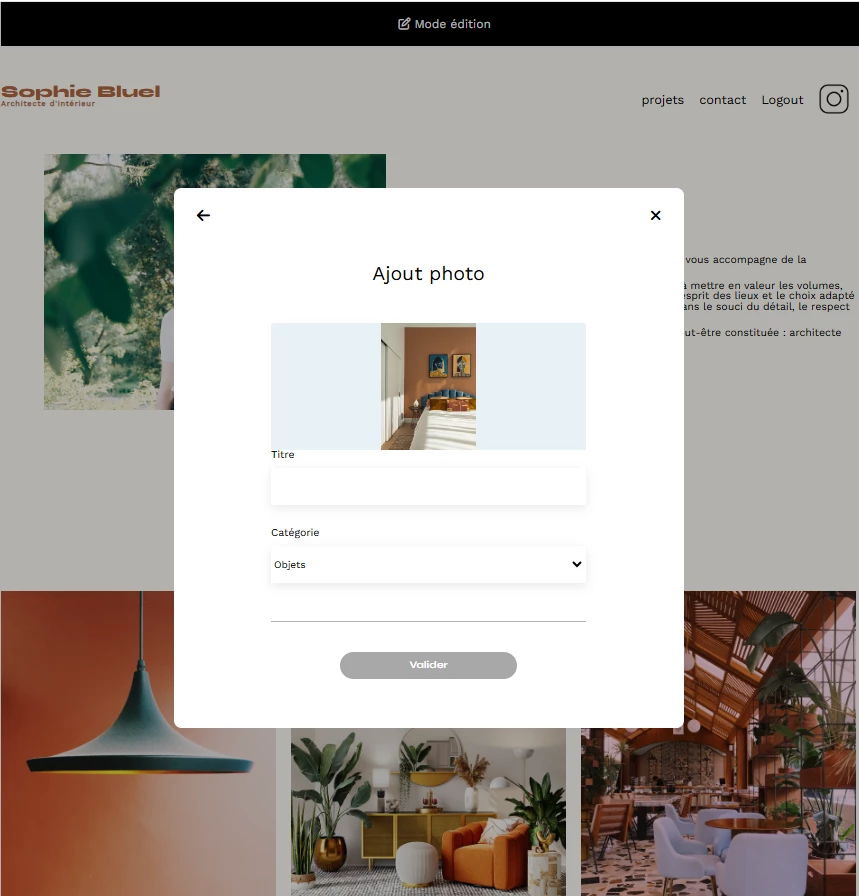 Mode édition
Sophie Bluel
Architecte d'intérieur
projets
contact
Logout
vous accompagne de la
mettre en valeur les volumes,
esprit des lieux et le choix adapté
dans le souci du détail, le respect
peut-être constituée : architecte
Ajout photo
Titre
Catégorie
Objets
Valider